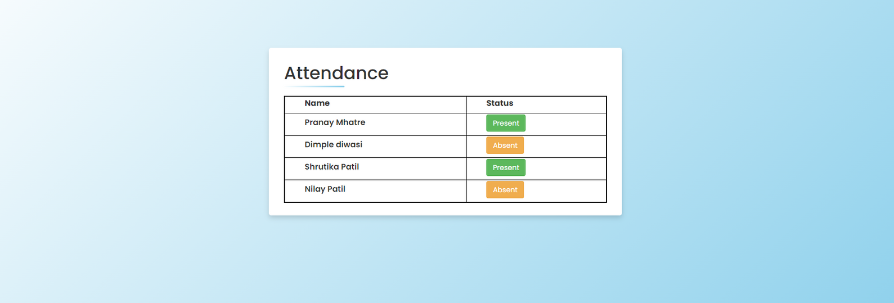 Attendance
Name Status
Pranay Mhatre Present
Dimple diwasi Absent
Shrutika Patil Present
Nilay Patil Absent